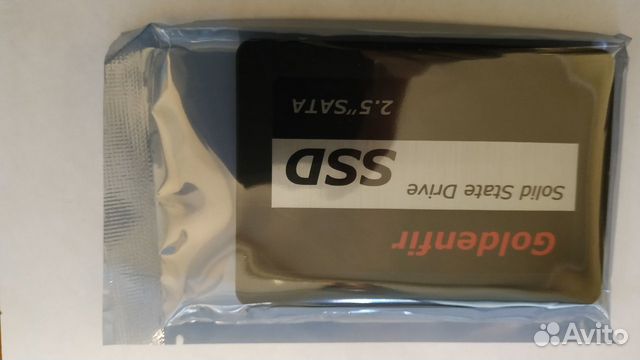 Goldenfir
Solid State Drive SSD
2.5"SATA
Avito